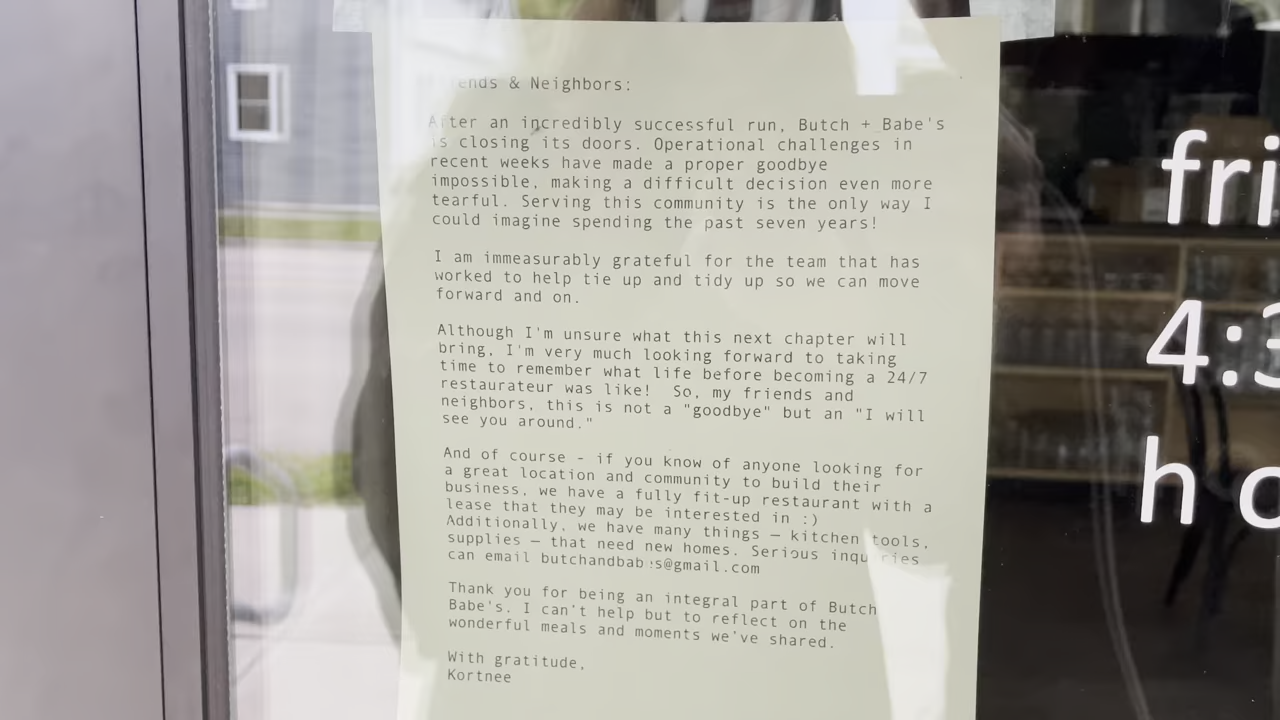 ends & Neighbors:
After an incredibly successful run, Butch + Babe's
is closing its doors. Operational challenges in
recent weeks have made a proper goodbye
impossible, making a difficult decision even more
tearful. Serving this community is the only way I
could imagine spending the past seven years!
I am immeasurably grateful for the team that has
worked to help tie up and tidy up so we can move
forward and on.
Although I'm unsure what this next chapter will
bring, I'm very much looking forward to taking
time to remember what life before becoming a 24/7
restaurateur was like! So, my friends and
neighbors, this is not a "goodbye" but an "I will
see you around."
And of course - if you know of anyone looking for
a great location and community to build their
business, we have a fully fit-up restaurant with a
lease that they may be interested in :)
Additionally, we have many things — kitchen tools,
supplies — that need new homes. Serious inquiries
can email butchandbabes@gmail.com
Thank you for being an integral part of Butch
Babe's. I can't help but to reflect on the
wonderful meals and moments we've shared.
With gratitude,
Kortnee
fri
4:3
ho